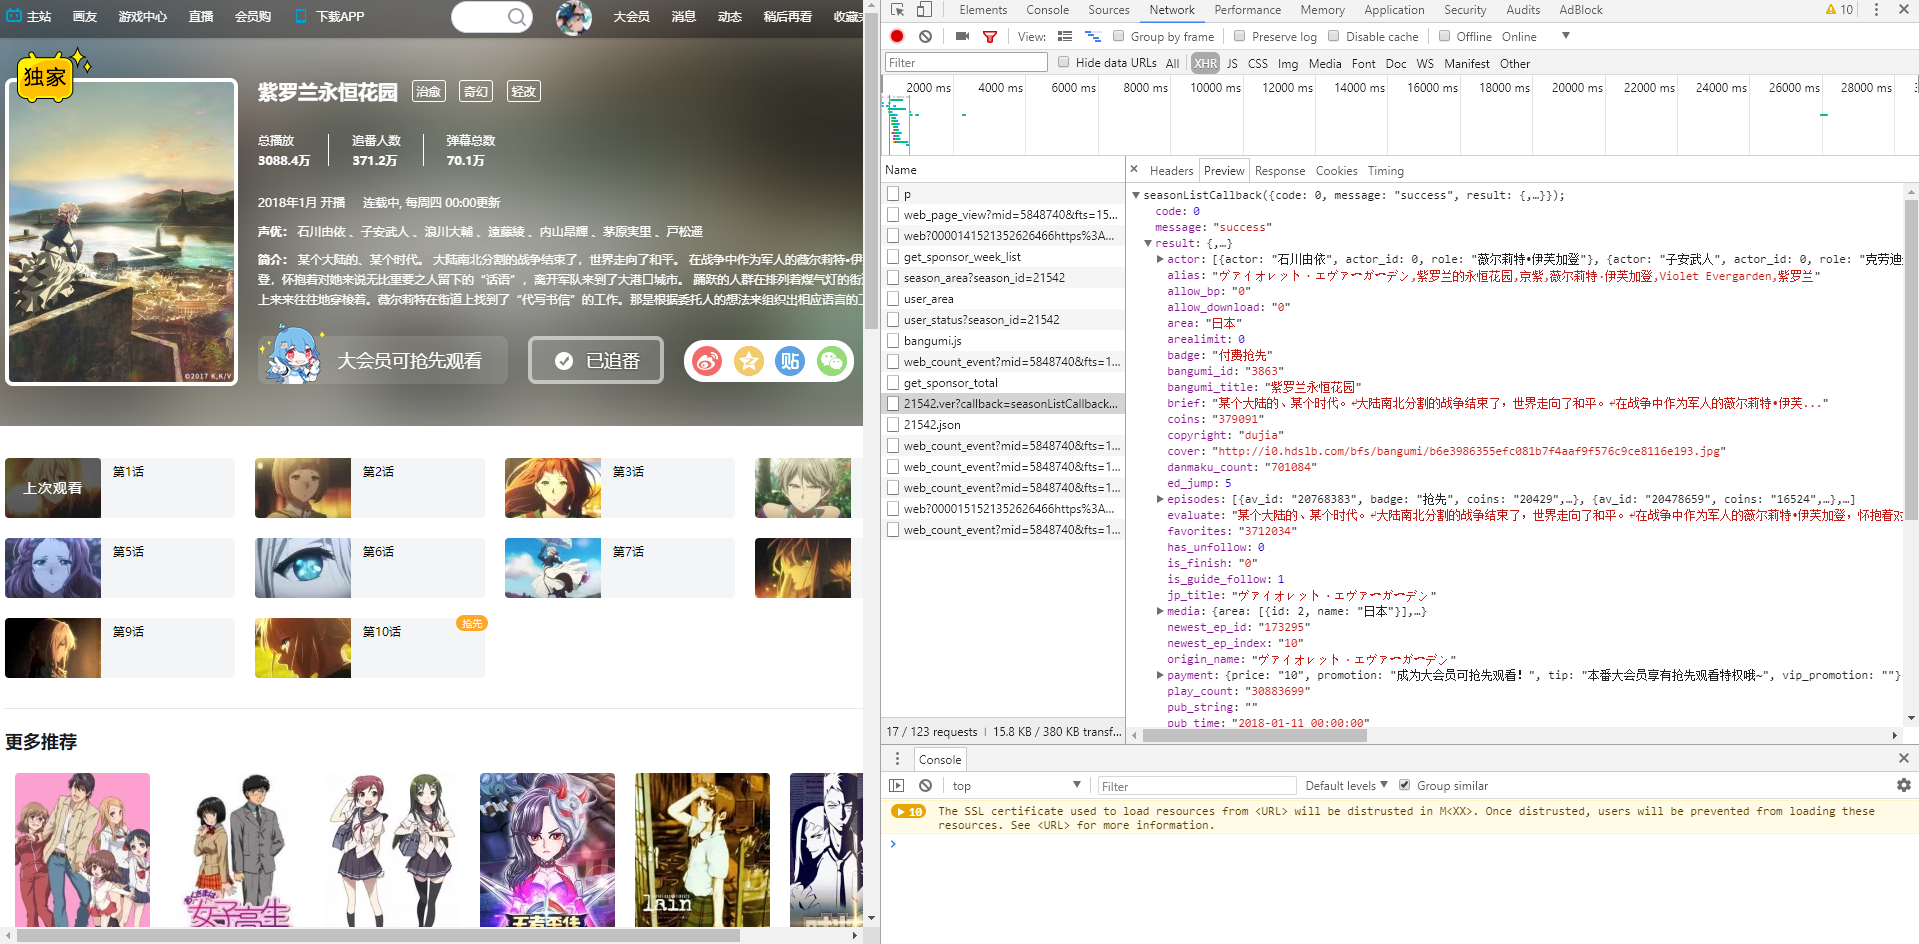 主站 画友 游戏中心 直播 会员购 下载APP 大会员 消息 动态 稍后再看 收藏夹
独家
紫罗兰永恒花园 治愈 奇幻 轻改
总播放 追番人数 弹幕总数
3088.4万 371.2万 70.1万
2018年1月 开播 连载中, 每周四 00:00更新
声优： 石川由依 、子安武人 、浪川大輔 、遠藤綾 、内山昂輝 、茅原実里 、戸松遥
简介： 某个大陆的、某个时代。 大陆南北分割的战争结束了，世界走向了和平。 在战争中作为军人的薇尔莉特•伊
登，怀抱着对她来说无比重要之人留下的“话语”，离开军队来到了大港口城市。 踊跃的人群在排列着煤气灯的街
上来来往往地穿梭着。薇尔莉特在街道上找到了“代写书信”的工作。那是根据委托人的想法来组织出相应语言的工
©2017 K,K/V
大会员可抢先观看 已追番 贴
上次观看 第1话 第2话 第3话
第5话 第6话 第7话
第9话 第10话 抢先
更多推荐
女子高生
王者歪传
lain
Elements Console Sources Network Performance Memory Application Security Audits AdBlock 10
View: Group by frame Preserve log Disable cache Offline Online
Filter Hide data URLs All XHR JS CSS Img Media Font Doc WS Manifest Other
2000 ms 4000 ms 6000 ms 8000 ms 10000 ms 12000 ms 14000 ms 16000 ms 18000 ms 20000 ms 22000 ms 24000 ms 26000 ms 28000 ms
Name
p
web_page_view?mid=5848740&fts=15...
web?0000141521352626466https%3A...
get_sponsor_week_list
season_area?season_id=21542
user_area
user_status?season_id=21542
bangumi.js
web_count_event?mid=5848740&fts=1...
get_sponsor_total
21542.ver?callback=seasonListCallback...
21542.json
web_count_event?mid=5848740&fts=1...
web_count_event?mid=5848740&fts=1...
web_count_event?mid=5848740&fts=1...
web?0000151521352626466https%3A...
web_count_event?mid=5848740&fts=1...
17 / 123 requests | 15.8 KB / 380 KB transf...
Headers Preview Response Cookies Timing
seasonListCallback({code: 0, message: "success", result: {,…}});
code: 0
message: "success"
result: {,…}
actor: [{actor: "石川由依", actor_id: 0, role: "薇尔莉特•伊芙加登"}, {actor: "子安武人", actor_id: 0, role: "克劳迪
alias: "ヴァイオレット・エヴァーガーデン,紫罗兰的永恒花园,京紫,薇尔莉特·伊芙加登,Violet Evergarden,紫罗兰"
allow_bp: "0"
allow_download: "0"
area: "日本"
arealimit: 0
badge: "付费抢先"
bangumi_id: "3863"
bangumi_title: "紫罗兰永恒花园"
brief: "某个大陆的、某个时代。↵大陆南北分割的战争结束了，世界走向了和平。↵在战争中作为军人的薇尔莉特•伊芙..."
coins: "379091"
copyright: "dujia"
cover: "http://i0.hdslb.com/bfs/bangumi/b6e3986355efc081b7f4aaf9f576c9ce8116e193.jpg"
danmaku_count: "701084"
ed_jump: 5
episodes: [{av_id: "20768383", badge: "抢先", coins: "20429",…}, {av_id: "20478659", coins: "16524",…},…]
evaluate: "某个大陆的、某个时代。↵大陆南北分割的战争结束了，世界走向了和平。↵在战争中作为军人的薇尔莉特•伊芙加登，怀抱着对
favorites: "3712034"
has_unfollow: 0
is_finish: "0"
is_guide_follow: 1
jp_title: "ヴァイオレット・エヴァーガーデン"
media: {area: [{id: 2, name: "日本"}],…}
newest_ep_id: "173295"
newest_ep_index: "10"
origin_name: "ヴァイオレット・エヴァーガーデン"
payment: {price: "10", promotion: "成为大会员可抢先观看！", tip: "本番大会员享有抢先观看特权哦~", vip_promotion: ""}
play_count: "30883699"
pub_string: ""
pub_time: "2018-01-11 00:00:00"
Console
top Filter Default levels Group similar
10 The SSL certificate used to load resources from <URL> will be distrusted in M<XX>. Once distrusted, users will be prevented from loading these
resources. See <URL> for more information.